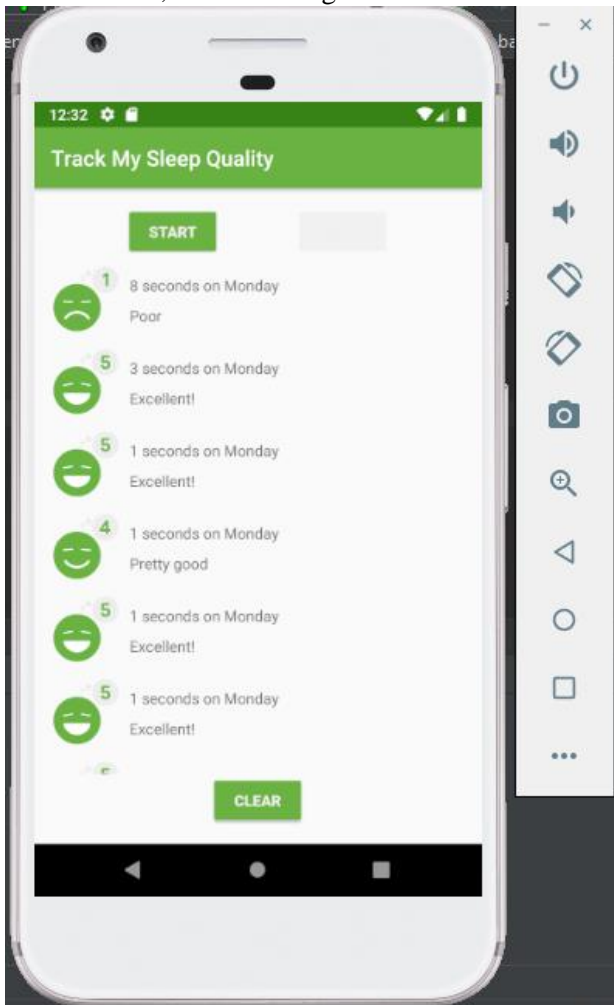 12:32
Track My Sleep Quality
START
1
8 seconds on Monday
Poor
5
3 seconds on Monday
Excellent!
5
1 seconds on Monday
Excellent!
4
1 seconds on Monday
Pretty good
5
1 seconds on Monday
Excellent!
5
1 seconds on Monday
Excellent!
CLEAR